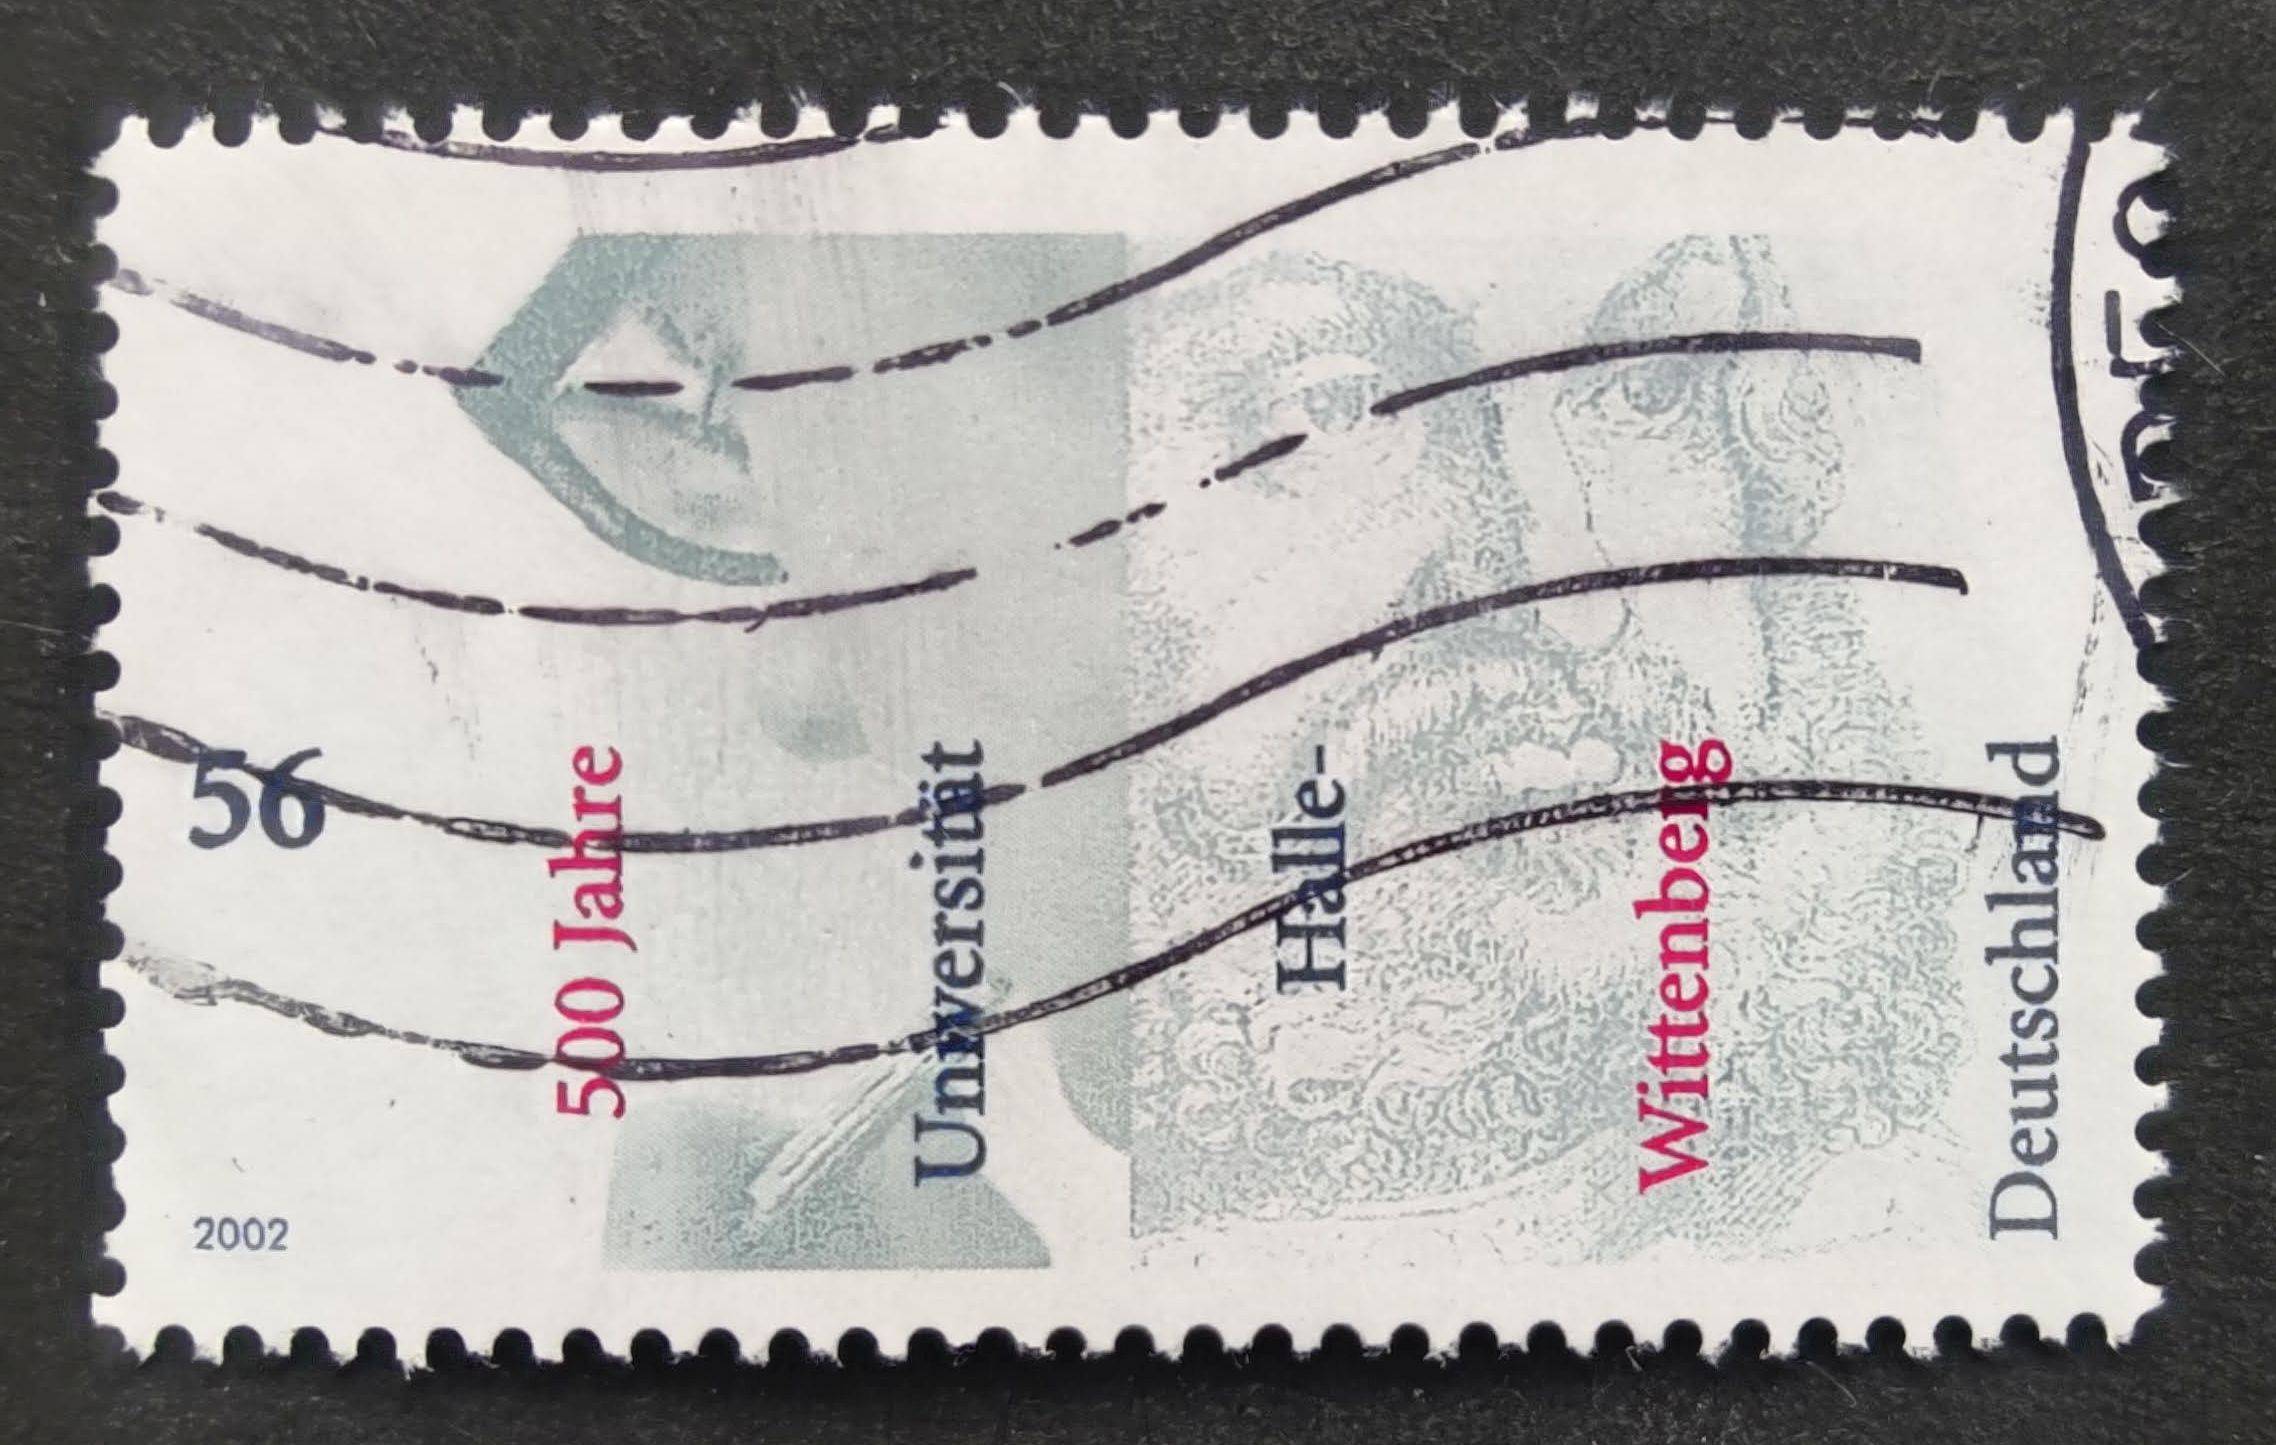 56
500 Jahre
Universität
Halle-
Wittenberg
Deutschland
2002